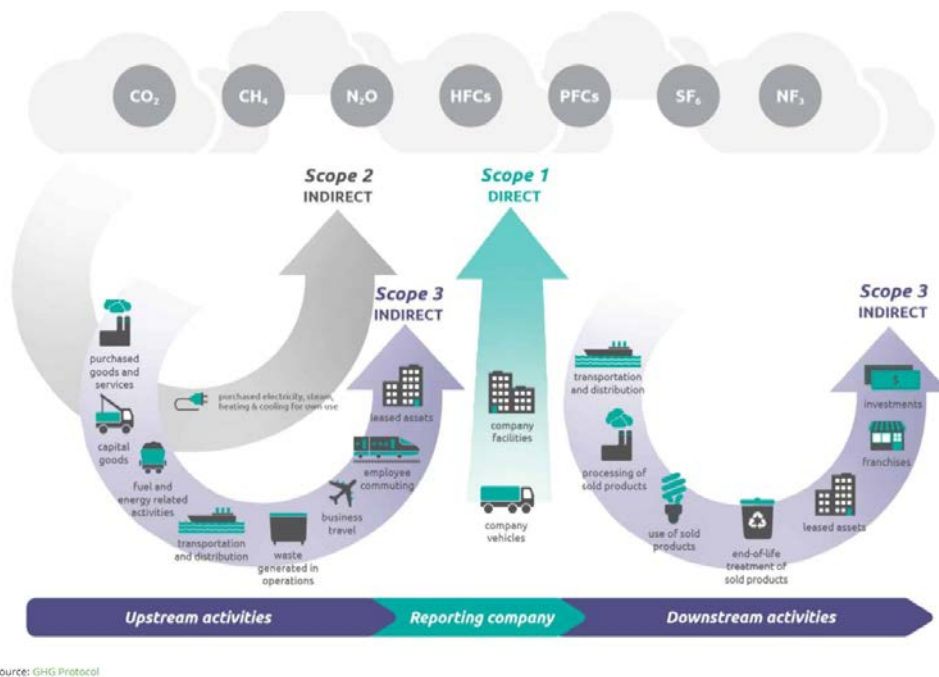 CO₂
CH₄
N₂O
HFCs
PFCs
SF₆
NF₃
Scope 2
INDIRECT
Scope 1
DIRECT
Scope 3
INDIRECT
Scope 3
INDIRECT
purchased
goods and
services
capital
goods
fuel and
energy related
activities
transportation
and distribution
waste
generated in
operations
business
travel
employee
commuting
leased assets
purchased electricity, steam,
heating & cooling for own use
company
facilities
company
vehicles
transportation
and distribution
processing of
sold products
use of sold
products
end-of-life
treatment of
sold products
leased assets
franchises
investments
$
Upstream activities
Reporting company
Downstream activities
ource: GHG Protocol